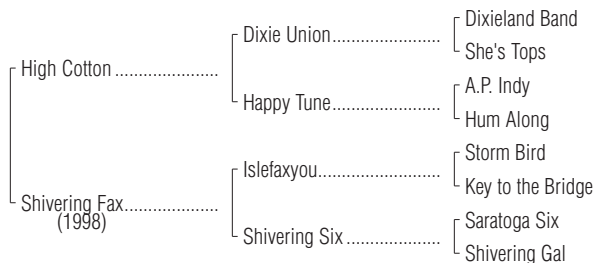 Dixieland Band
Dixie Union
She's Tops
High Cotton
A.P. Indy
Happy Tune
Hum Along
Storm Bird
Islefaxyou
Key to the Bridge
Shivering Fax
(1998)
Saratoga Six
Shivering Six
Shivering Gal